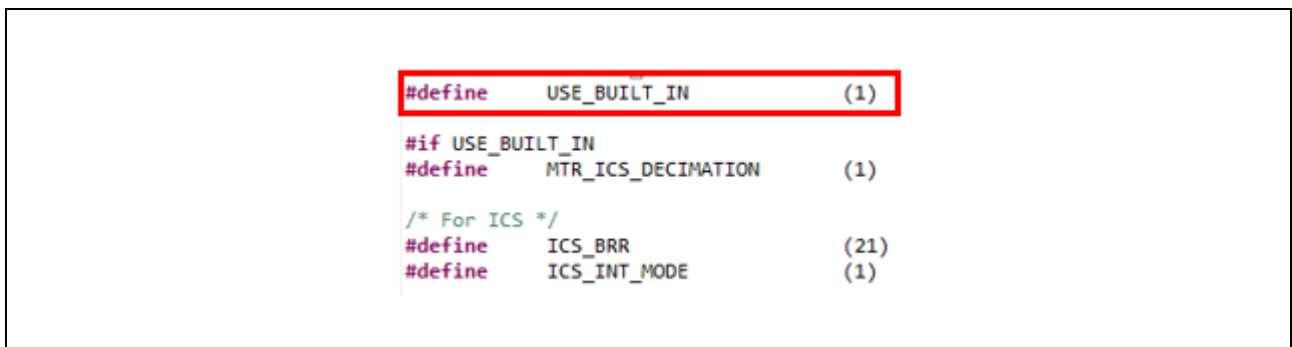 #define USE_BUILT_IN (1)
#if USE_BUILT_IN
#define MTR_ICS_DECIMATION (1)
/* For ICS */
#define ICS_BRR (21)
#define ICS_INT_MODE (1)